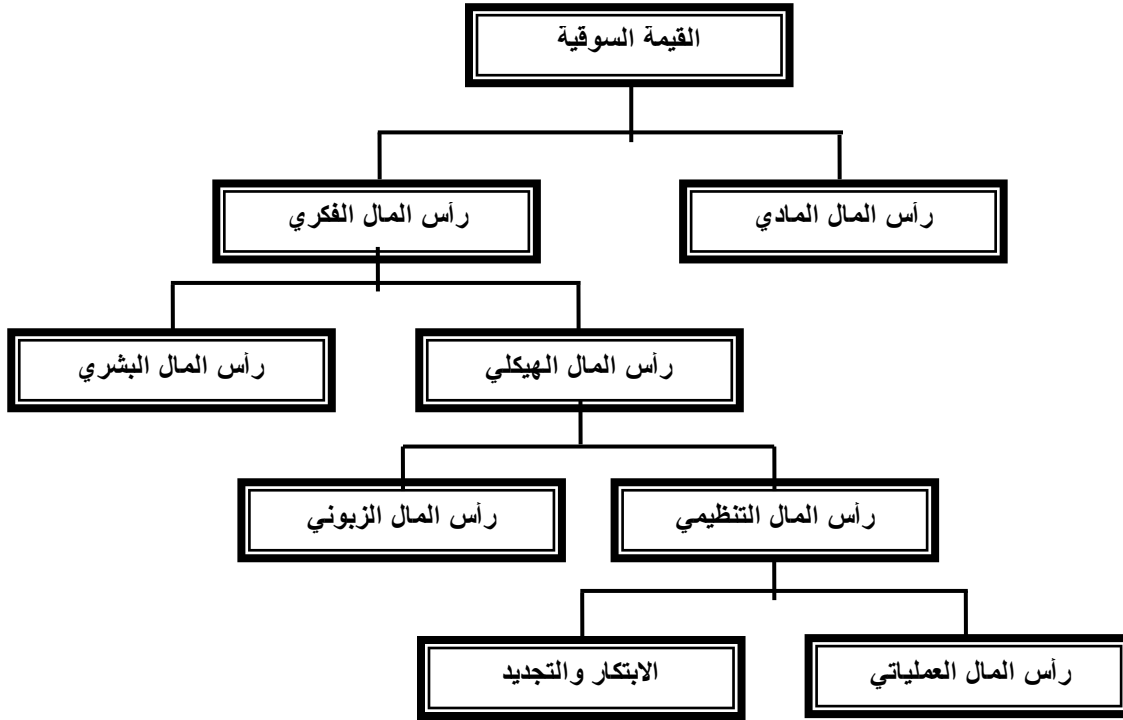 القيمة السوقية
رأس المال المادي
رأس المال الفكري
رأس المال الهيكلي
رأس المال البشري
رأس المال التنظيمي
رأس المال الزبوني
رأس المال العملياتي
الابتكار والتجديد